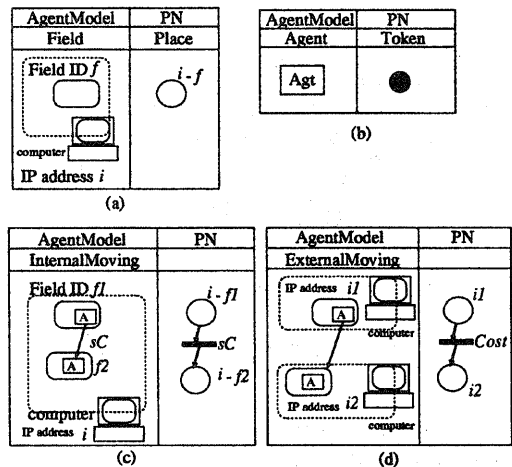 AgentModel PN
Field Place
Field ID f
i - f
computer
IP address i
(a)
AgentModel PN
Agent Token
Agt
(b)
AgentModel PN
InternalMoving
Field ID f1
A
sC
A f2
computer
IP address i
i - f1
sC
i - f2
(c)
AgentModel PN
ExternalMoving
IP address i1
A
computer
A
IP address i2
computer
i1
Cost
i2
(d)